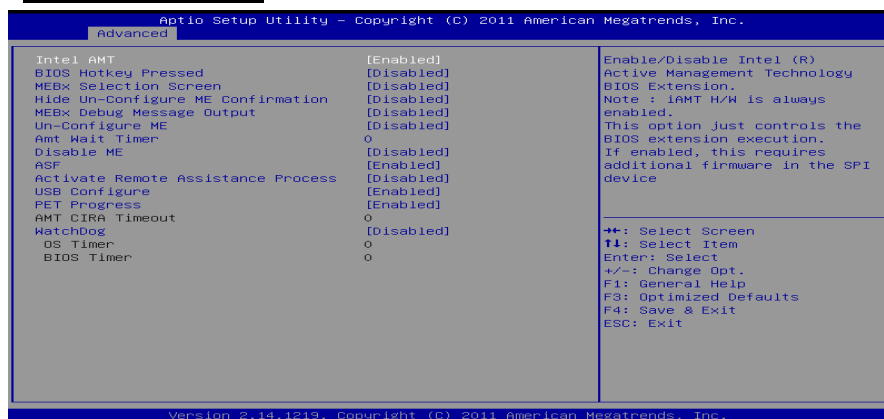 Aptio Setup Utility – Copyright (C) 2011 American Megatrends, Inc.
Advanced
Intel AMT [Enabled]
BIOS Hotkey Pressed [Disabled]
MEBx Selection Screen [Disabled]
Hide Un-Configure ME Confirmation [Disabled]
MEBx Debug Message Output [Disabled]
Un-Configure ME [Disabled]
Amt Wait Timer 0
Disable ME [Disabled]
ASF [Enabled]
Activate Remote Assistance Process [Disabled]
USB Configure [Enabled]
PET Progress [Enabled]
AMT CIRA Timeout 0
WatchDog [Disabled]
OS Timer 0
BIOS Timer 0
Enable/Disable Intel (R)
Active Management Technology
BIOS Extension.
Note : iAMT H/W is always
enabled.
This option just controls the
BIOS extension execution.
If enabled, this requires
additional firmware in the SPI
device
→←: Select Screen
↑↓: Select Item
Enter: Select
+/-: Change Opt.
F1: General Help
F3: Optimized Defaults
F4: Save & Exit
ESC: Exit
Version 2.14.1219. Copyright (C) 2011 American Megatrends, Inc.